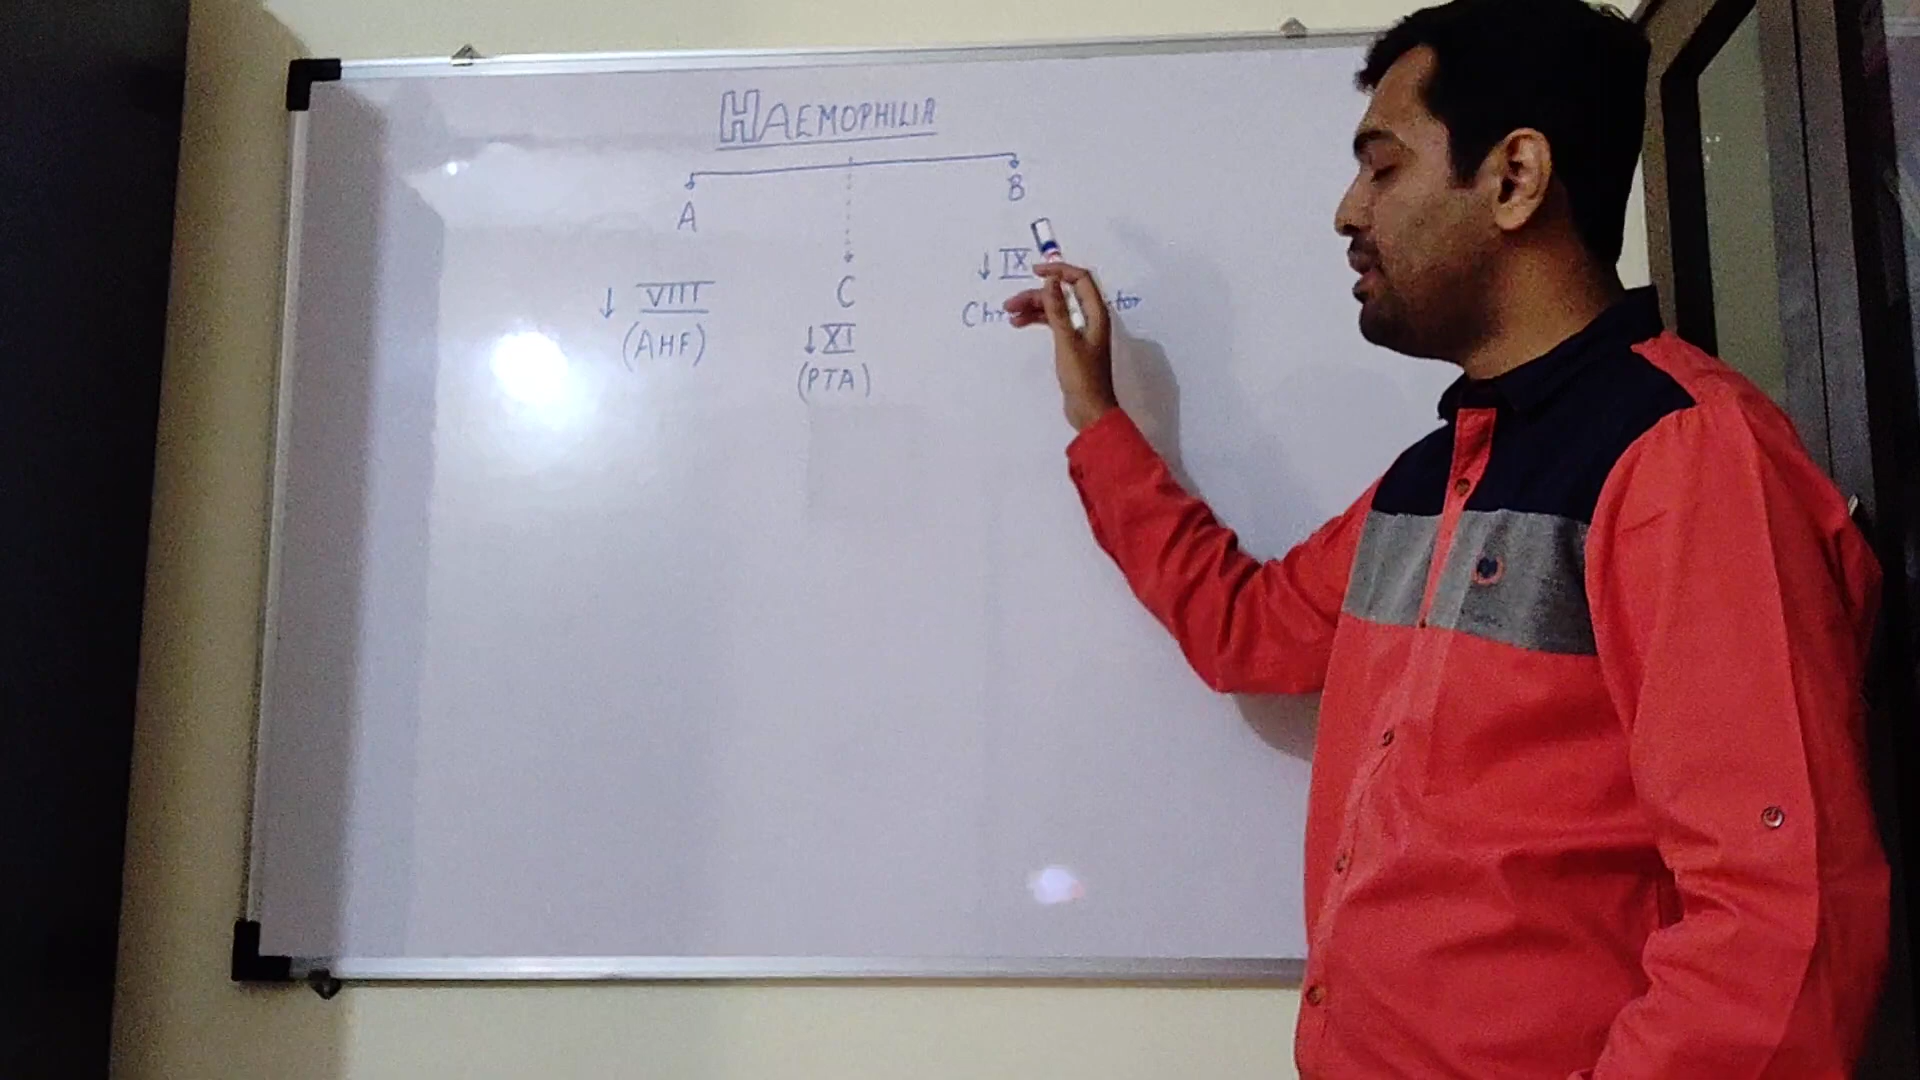 HAEMOPHILIA
A
B
C
↓ VIII
(AHF)
↓ XI
(PTA)
↓ IX